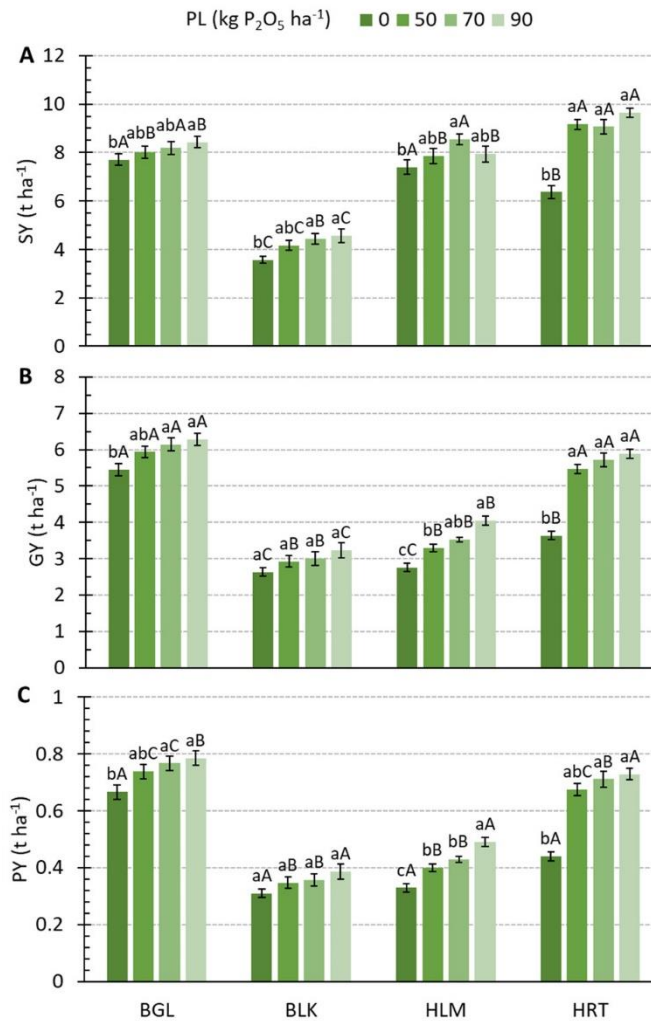 PL (kg P₂O₅ ha⁻¹) 0 50 70 90
A
SY (t ha⁻¹)
12
10
8
6
4
2
0
bA abB abA aB
bC abC aB aC
bA abB aA abB
bB aA aA aA
B
GY (t ha⁻¹)
8
7
6
5
4
3
2
1
0
bA abA aA aA
aC aB aB aC
cC bB abB aB
bB aA aA aA
C
PY (t ha⁻¹)
1
0.8
0.6
0.4
0.2
0
bA abC aC aB
aA aB aB aA
cA bB bB aA
bA abC aB aA
BGL BLK HLM HRT